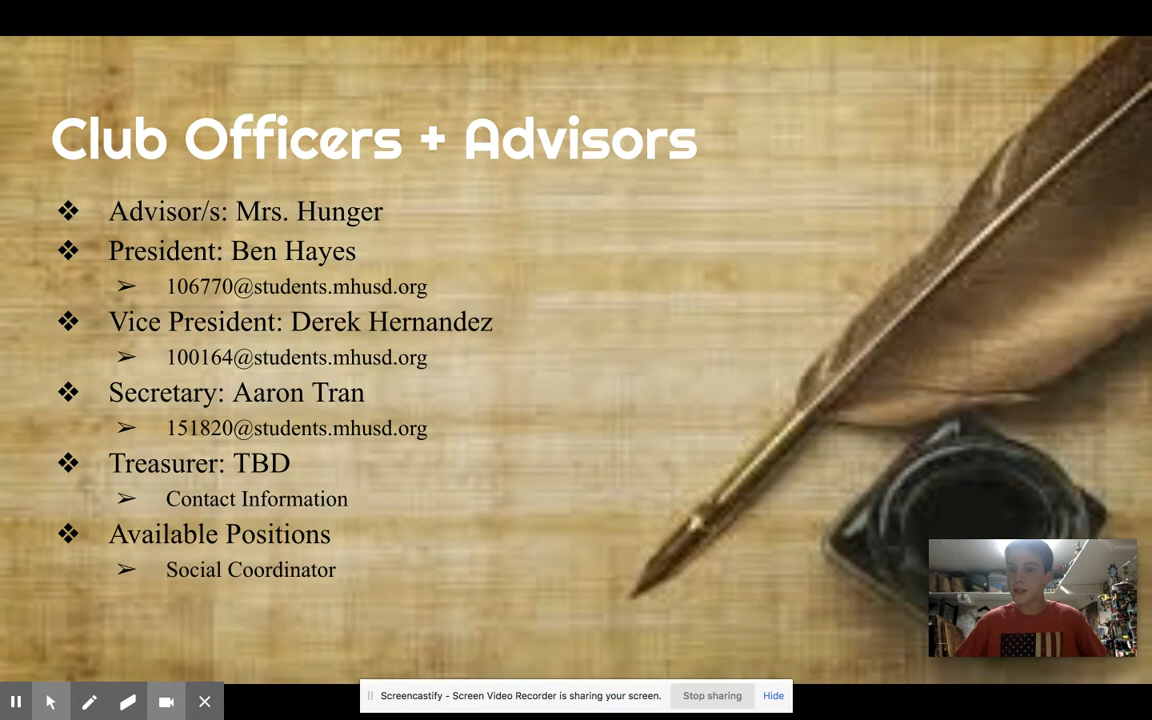 Club Officers + Advisors
❖ Advisor/s: Mrs. Hunger
❖ President: Ben Hayes
➢ 106770@students.mhusd.org
❖ Vice President: Derek Hernandez
➢ 100164@students.mhusd.org
❖ Secretary: Aaron Tran
➢ 151820@students.mhusd.org
❖ Treasurer: TBD
➢ Contact Information
❖ Available Positions
➢ Social Coordinator
Screencastify - Screen Video Recorder is sharing your screen. Stop sharing Hide